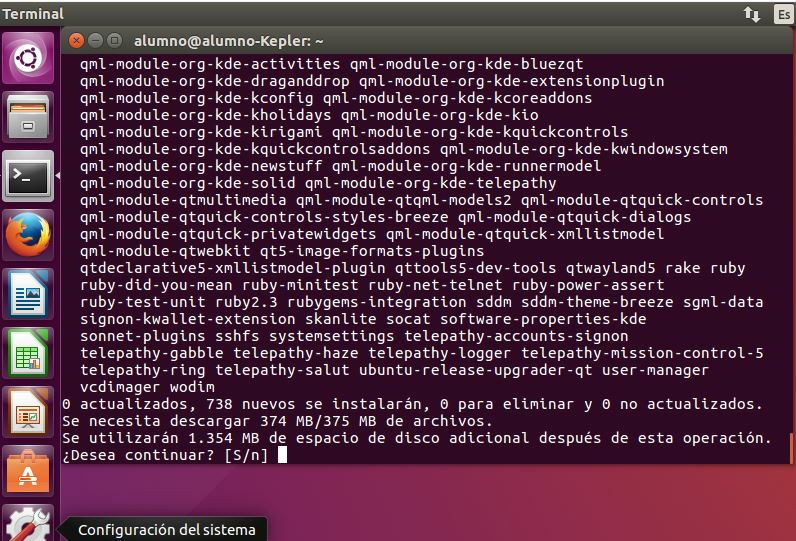 Terminal
Es
alumno@alumno-Kepler: ~
qml-module-org-kde-activities qml-module-org-kde-bluezqt
qml-module-org-kde-draganddrop qml-module-org-kde-extensionplugin
qml-module-org-kde-kconfig qml-module-org-kde-kcoreaddons
qml-module-org-kde-kholidays qml-module-org-kde-kio
qml-module-org-kde-kirigami qml-module-org-kde-kquickcontrols
qml-module-org-kde-kquickcontrolsaddons qml-module-org-kde-kwindowsystem
qml-module-org-kde-newstuff qml-module-org-kde-runnermodel
qml-module-org-kde-solid qml-module-org-kde-telepathy
qml-module-qtmultimedia qml-module-qtqml-models2 qml-module-qtquick-controls
qml-module-qtquick-controls-styles-breeze qml-module-qtquick-dialogs
qml-module-qtquick-privatewidgets qml-module-qtquick-xmllistmodel
qml-module-qtwebkit qt5-image-formats-plugins
qtdeclarative5-xmllistmodel-plugin qttools5-dev-tools qtwayland5 rake ruby
ruby-did-you-mean ruby-minitest ruby-net-telnet ruby-power-assert
ruby-test-unit ruby2.3 rubygems-integration sddm sddm-theme-breeze sgml-data
signon-kwallet-extension skanlite socat software-properties-kde
sonnet-plugins sshfs systemsettings telepathy-accounts-signon
telepathy-gabble telepathy-haze telepathy-logger telepathy-mission-control-5
telepathy-ring telepathy-salut ubuntu-release-upgrader-qt user-manager
vcdimager wodim
0 actualizados, 738 nuevos se instalarán, 0 para eliminar y 0 no actualizados.
Se necesita descargar 374 MB/375 MB de archivos.
Se utilizarán 1.354 MB de espacio de disco adicional después de esta operación.
¿Desea continuar? [S/n]
Configuración del sistema